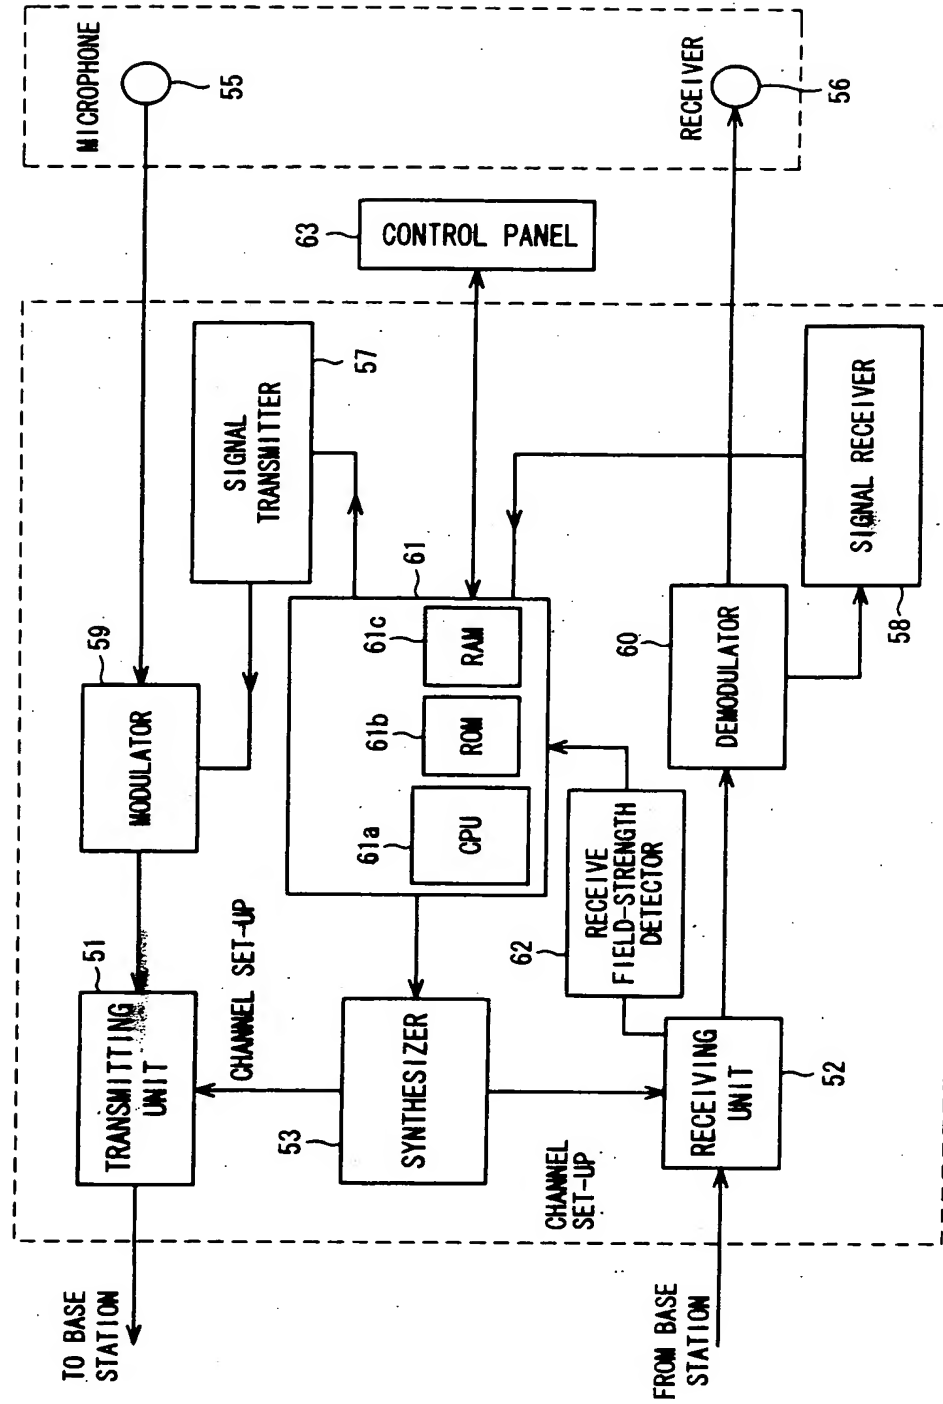 TO BASE
STATION
FROM BASE
STATION
51
TRANSMITTING
UNIT
CHANNEL SET-UP
53
SYNTHESIZER
CHANNEL
SET-UP
RECEIVING
UNIT
52
59
MODULATOR
61
61a
CPU
61b
ROM
61c
RAM
62
RECEIVE
FIELD-STRENGTH
DETECTOR
60
DEMODULATOR
SIGNAL
TRANSMITTER
57
SIGNAL RECEIVER
58
63
CONTROL PANEL
MICROPHONE
55
RECEIVER
56